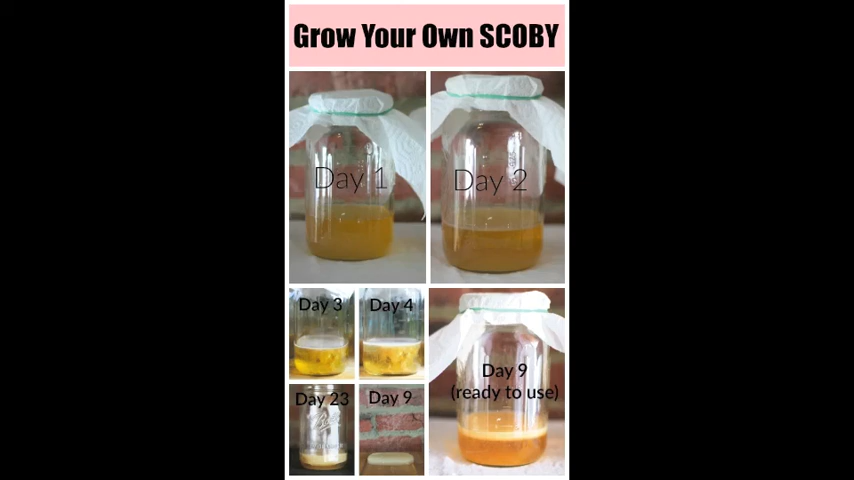 Grow Your Own SCOBY
Day 1
Day 2
Day 3
Day 4
Day 9
(ready to use)
Day 23
Day 9